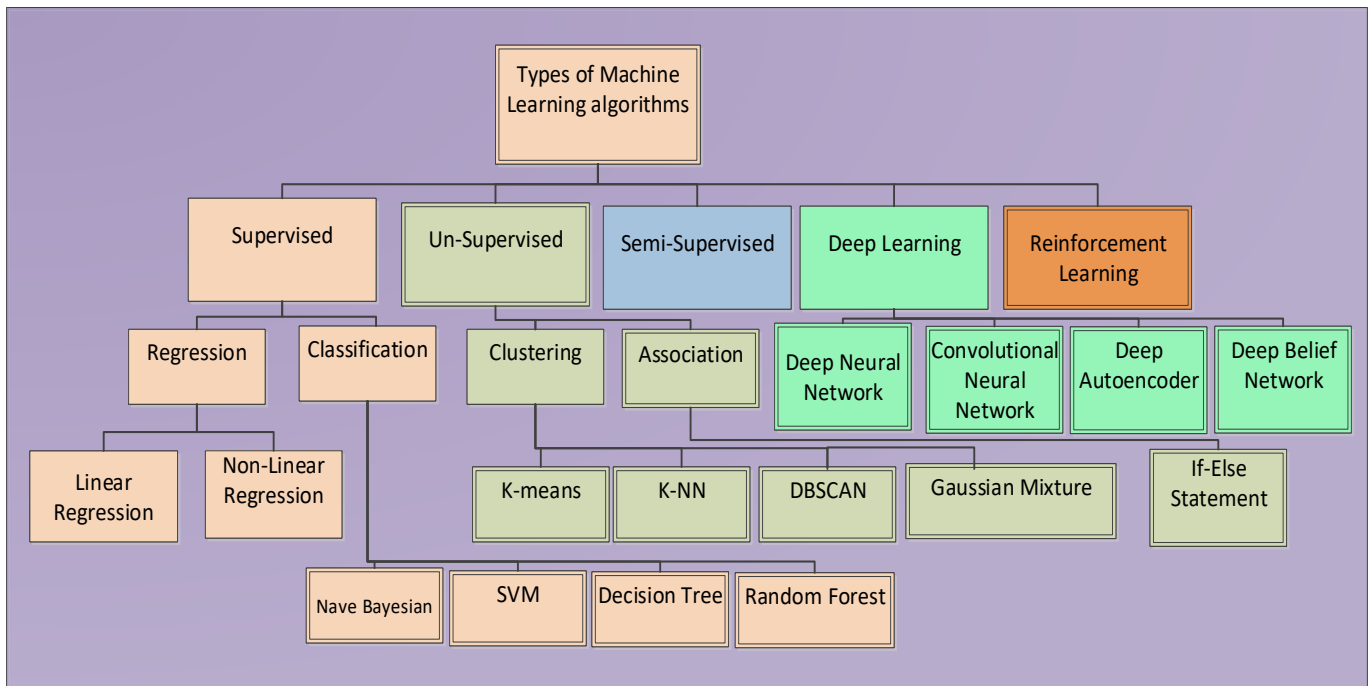 Types of Machine
Learning algorithms
Supervised
Un-Supervised
Semi-Supervised
Deep Learning
Reinforcement
Learning
Regression
Classification
Clustering
Association
Deep Neural
Network
Convolutional
Neural
Network
Deep
Autoencoder
Deep Belief
Network
Linear
Regression
Non-Linear
Regression
K-means
K-NN
DBSCAN
Gaussian Mixture
If-Else
Statement
Nave Bayesian
SVM
Decision Tree
Random Forest